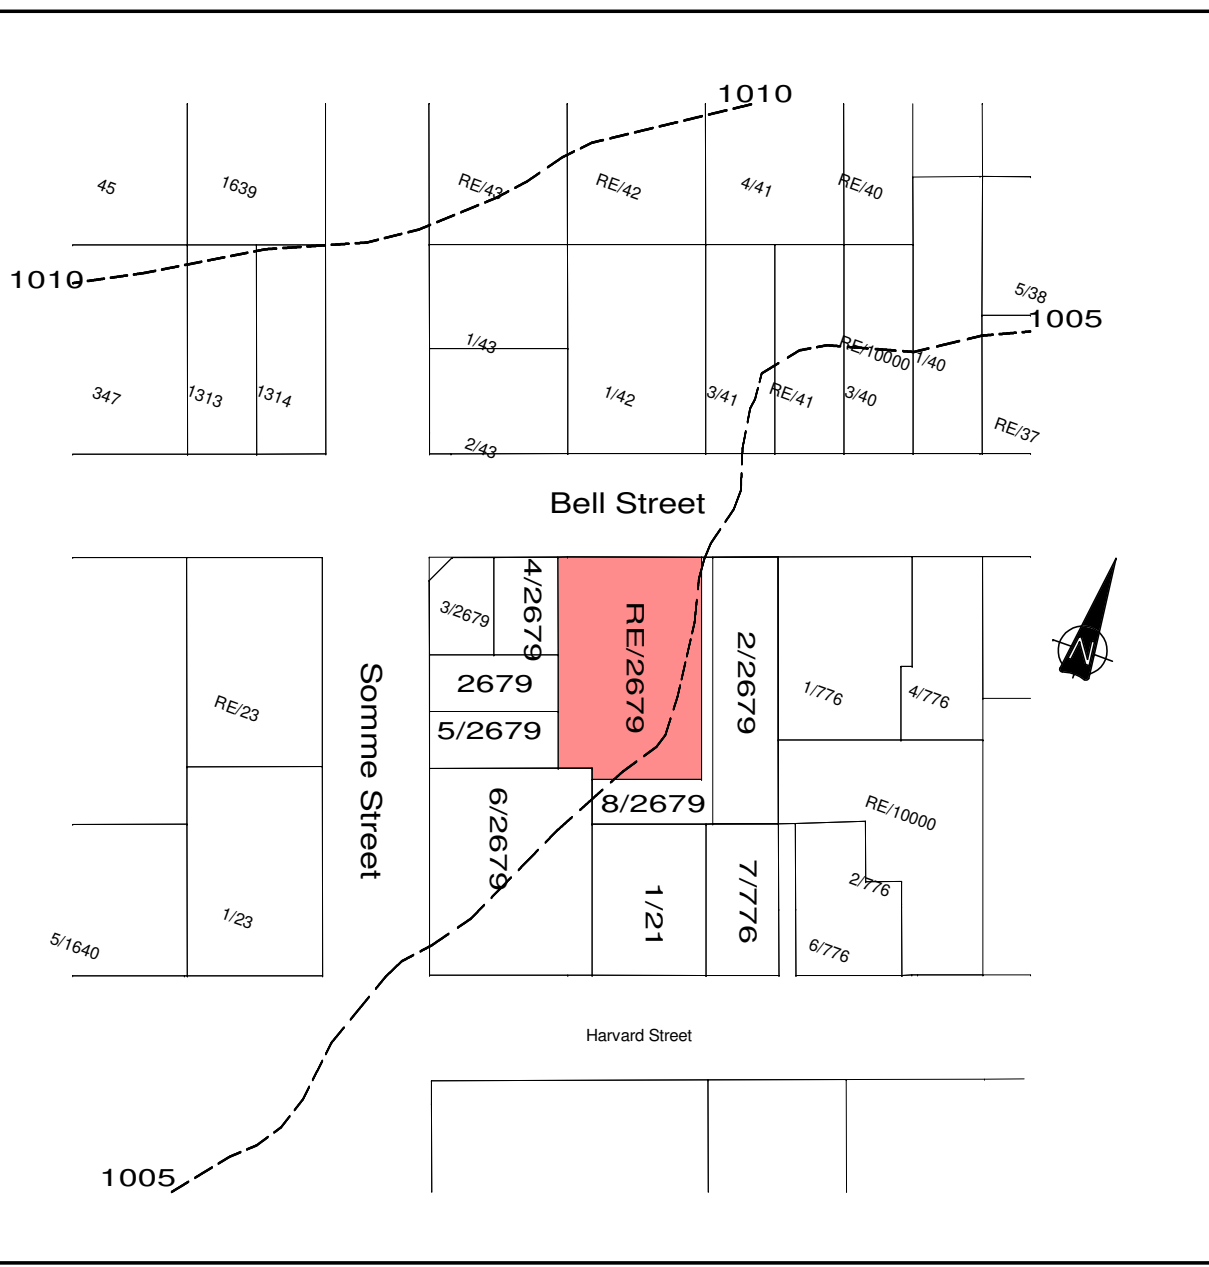 1010
45
1639
RE/43
RE/42
4/41
RE/40
1010
5/38
1005
1/43
RE/10000
1/40
347
1313
1314
1/42
3/41
RE/41
3/40
2/43
RE/37
Bell Street
3/2679
4/2679
RE/2679
2/2679
N
2679
RE/23
1/776
4/776
5/2679
Somme Street
6/2679
8/2679
RE/10000
1/23
1/21
7/776
2/776
5/1640
6/776
Harvard Street
1005